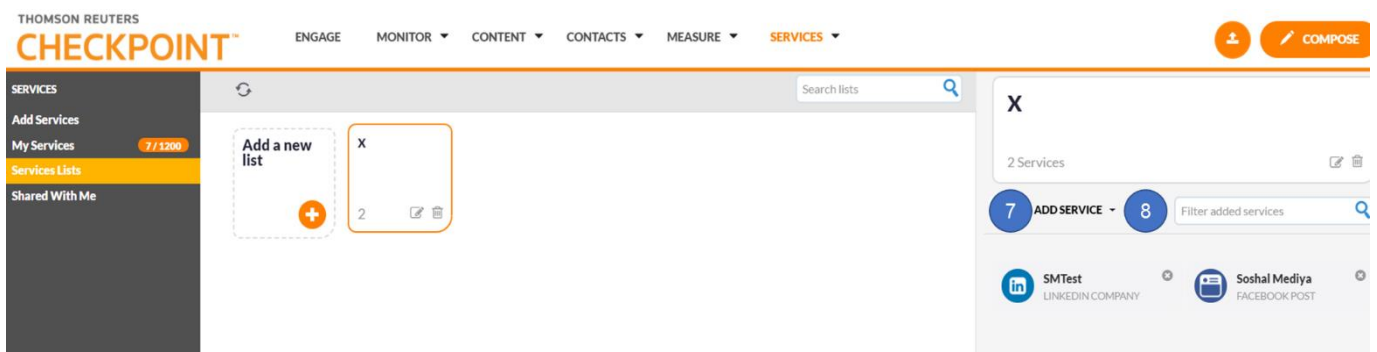 THOMSON REUTERS
CHECKPOINT™
ENGAGE MONITOR CONTENT CONTACTS MEASURE SERVICES
COMPOSE
SERVICES
Add Services
My Services 7 / 1200
Services Lists
Shared With Me
Search lists
Add a new
list
X
2
X
2 Services
7 ADD SERVICE 8 Filter added services
SMTest
LINKEDIN COMPANY
Soshal Mediya
FACEBOOK POST